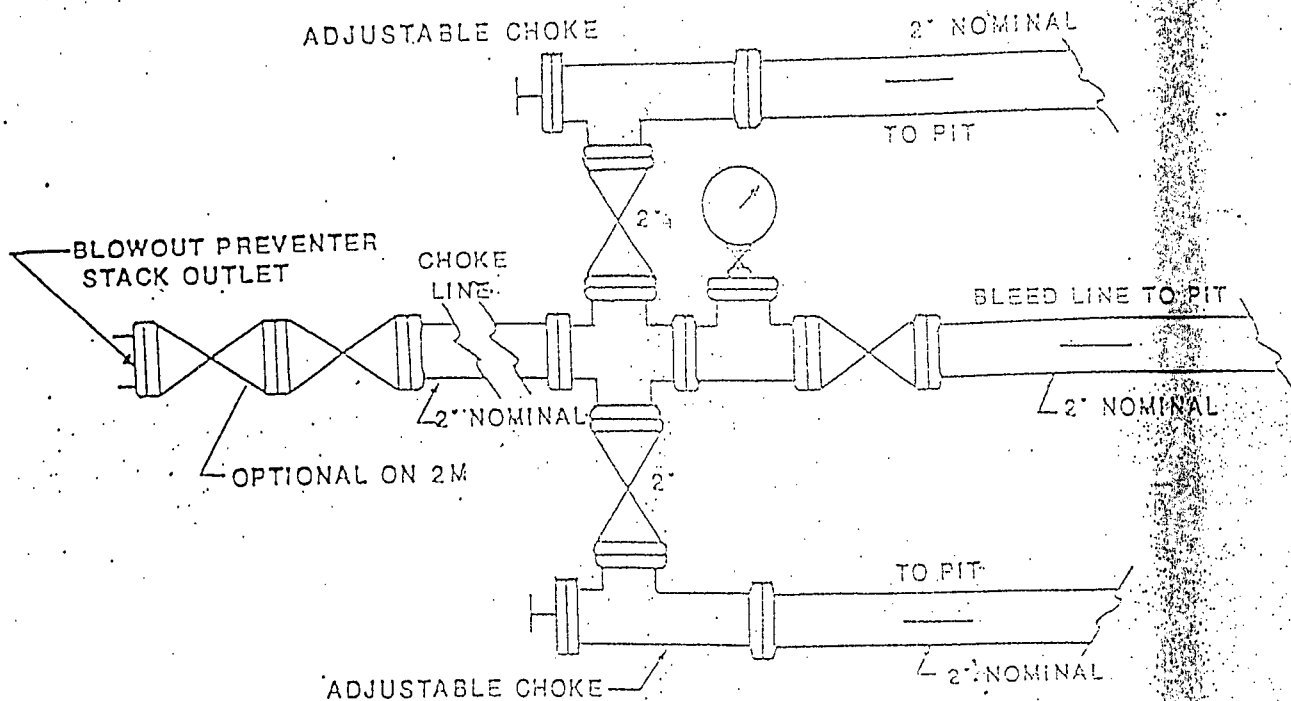 ADJUSTABLE CHOKE
2" NOMINAL
TO PIT
2"
BLOWOUT PREVENTER
STACK OUTLET
CHOKE
LINE
BLEED LINE TO PIT
2" NOMINAL
2" NOMINAL
OPTIONAL ON 2M
2"
TO PIT
2" NOMINAL
ADJUSTABLE CHOKE